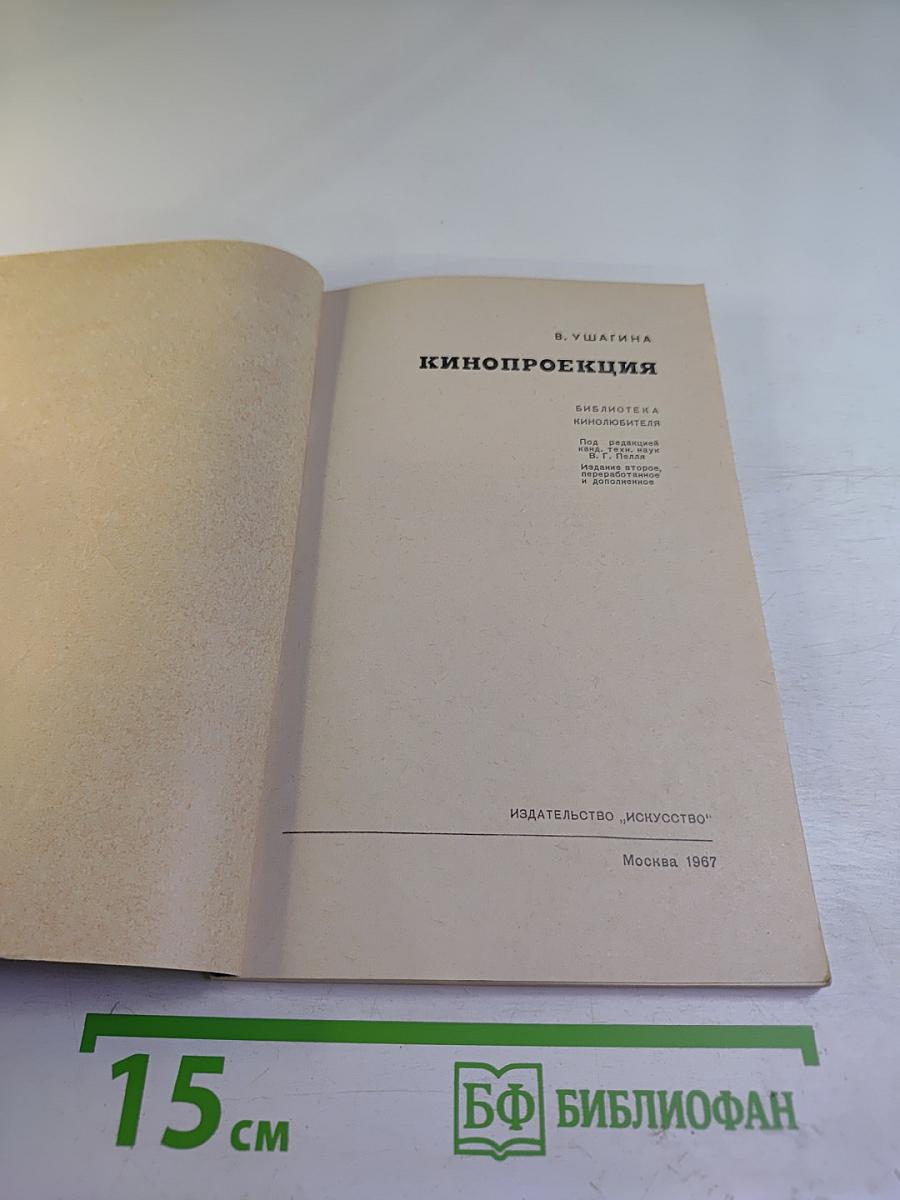 В. УШАГИНА
КИНОПРОЕКЦИЯ
БИБЛИОТЕКА
КИНОЛЮБИТЕЛЯ
Под редакцией
канд. техн. наук
В. Г. Пелля
Издание второе,
переработанное
и дополненное
ИЗДАТЕЛЬСТВО „ИСКУССТВО"
Москва 1967
15 см
БФ БИБЛИОФАН